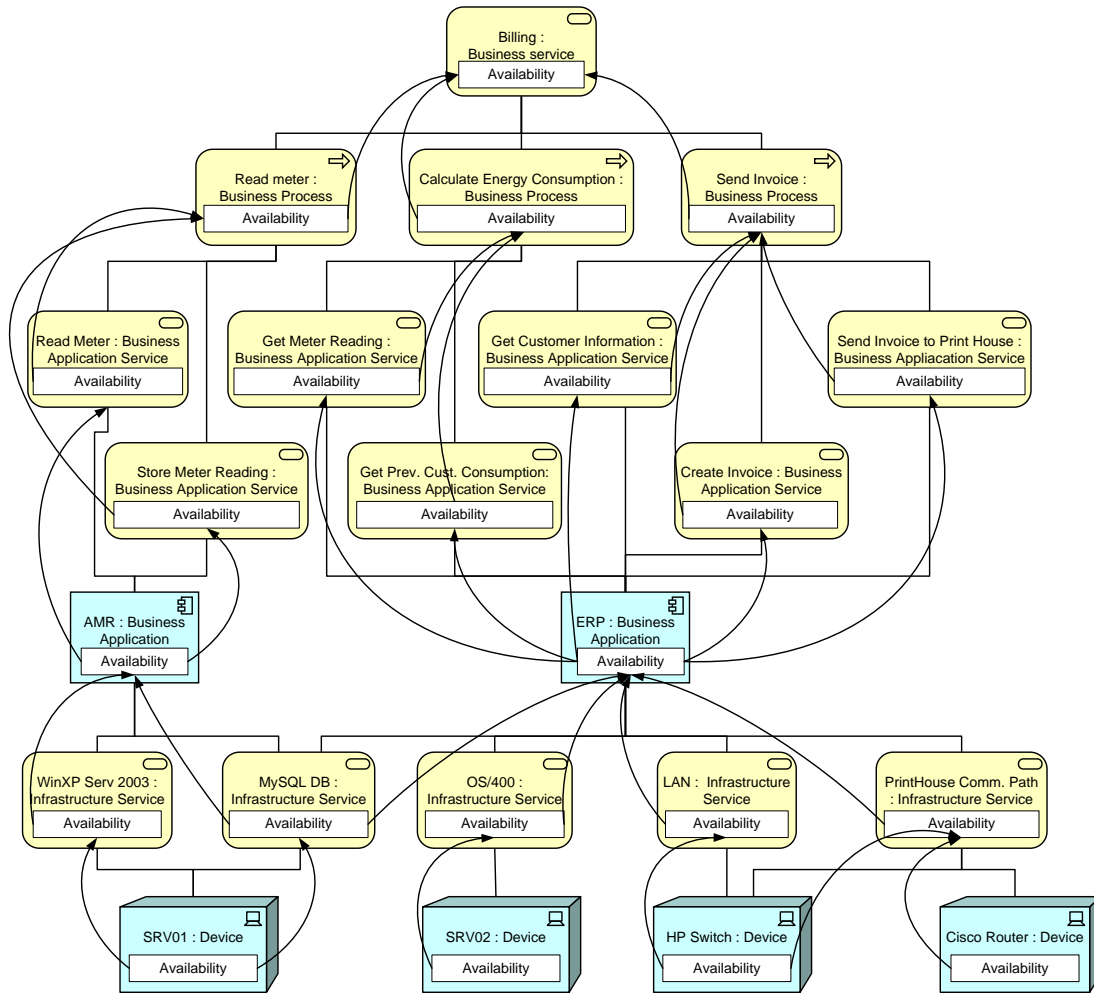 Billing :
Business service
Availability
Read meter :
Business Process
Availability
Calculate Energy Consumption :
Business Process
Availability
Send Invoice :
Business Process
Availability
Read Meter : Business
Application Service
Availability
Get Meter Reading :
Business Application Service
Availability
Get Customer Information :
Business Application Service
Availability
Send Invoice to Print House :
Business Appliacation Service
Availability
Store Meter Reading :
Business Application Service
Availability
Get Prev. Cust. Consumption:
Business Application Service
Availability
Create Invoice : Business
Application Service
Availability
AMR : Business
Application
Availability
ERP : Business
Application
Availability
WinXP Serv 2003 :
Infrastructure Service
Availability
MySQL DB :
Infrastructure Service
Availability
OS/400 :
Infrastructure Service
Availability
LAN : Infrastructure
Service
Availability
PrintHouse Comm. Path
: Infrastructure Service
Availability
SRV01 : Device
Availability
SRV02 : Device
Availability
HP Switch : Device
Availability
Cisco Router : Device
Availability